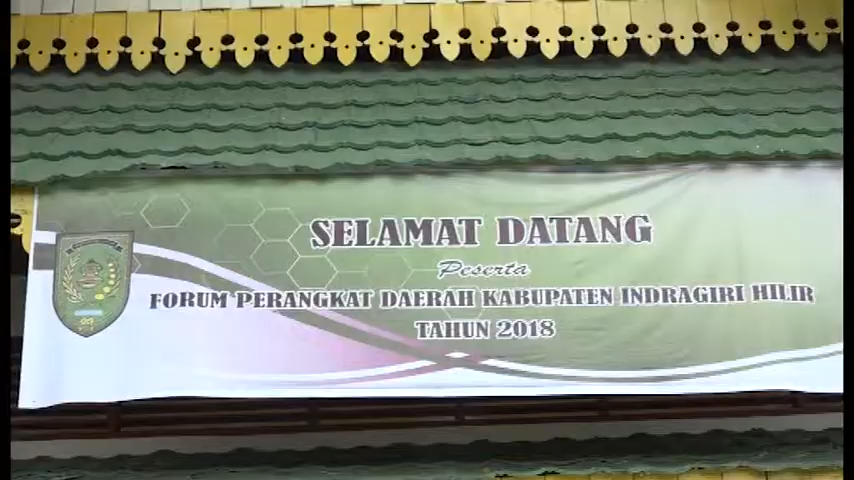 SELAMAT DATANG
Peserta
FORUM PERANGKAT DAERAH KABUPATEN INDRAGIRI HILIR
TAHUN 2018